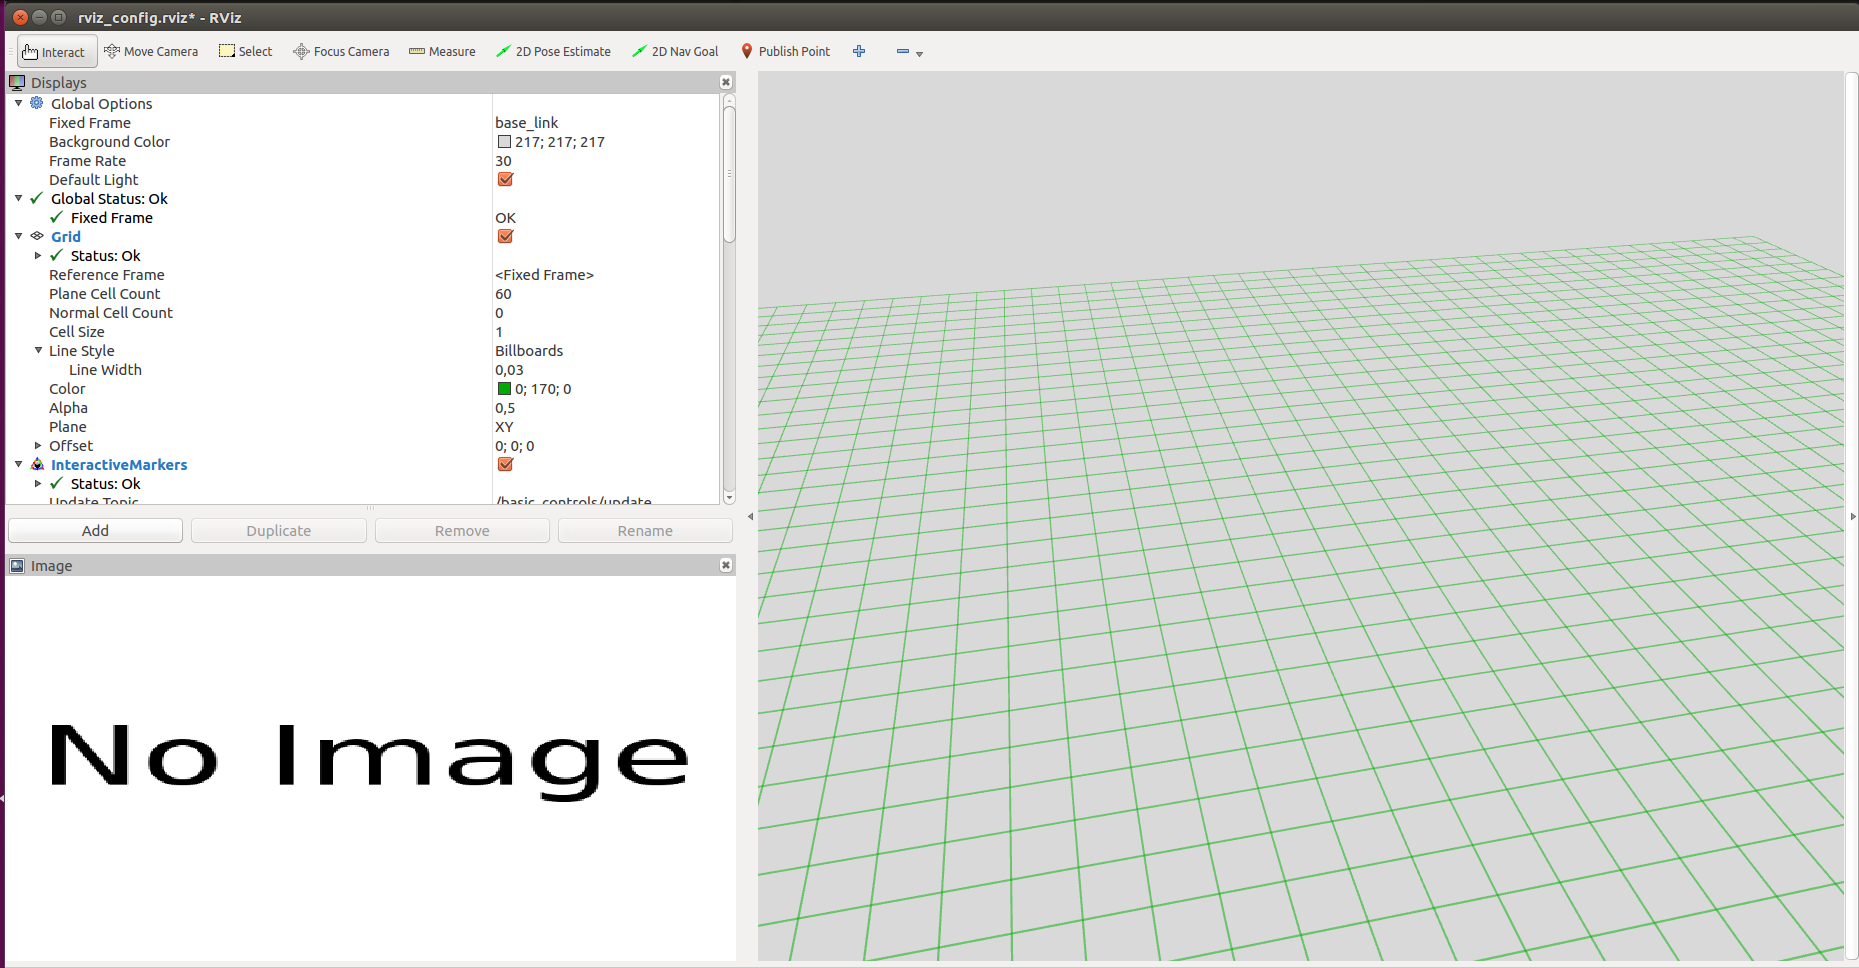 rviz_config.rviz* - RViz
Interact Move Camera Select Focus Camera Measure 2D Pose Estimate 2D Nav Goal Publish Point
Displays
Global Options
Fixed Frame base_link
Background Color 217; 217; 217
Frame Rate 30
Default Light
Global Status: Ok
Fixed Frame OK
Grid
Status: Ok
Reference Frame <Fixed Frame>
Plane Cell Count 60
Normal Cell Count 0
Cell Size 1
Line Style Billboards
Line Width 0,03
Color 0; 170; 0
Alpha 0,5
Plane XY
Offset 0; 0; 0
InteractiveMarkers
Status: Ok
Update Topic /basic_controls/update
Add Duplicate Remove Rename
Image
No Image